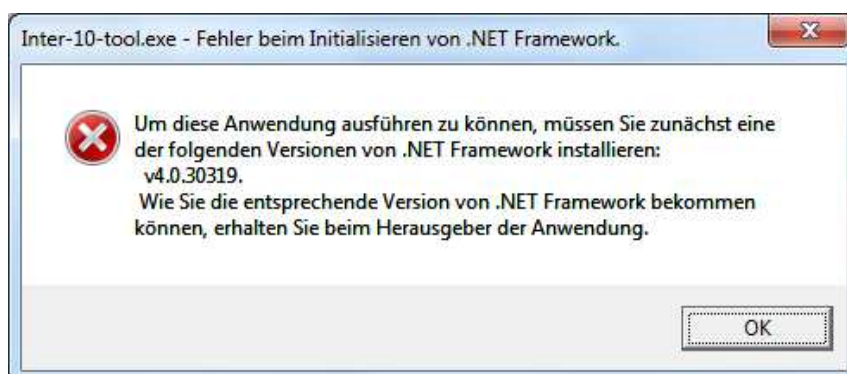 Inter-10-tool.exe - Fehler beim Initialisieren von .NET Framework.
Um diese Anwendung ausführen zu können, müssen Sie zunächst eine
der folgenden Versionen von .NET Framework installieren:
v4.0.30319.
Wie Sie die entsprechende Version von .NET Framework bekommen
können, erhalten Sie beim Herausgeber der Anwendung.
OK